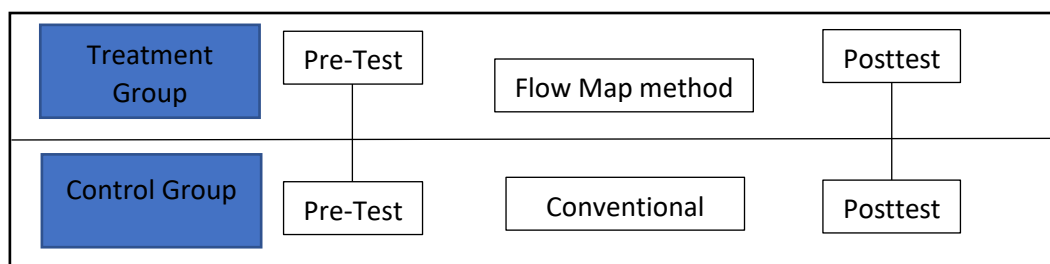 Treatment
Group
Pre-Test
Flow Map method
Posttest
Control Group
Pre-Test
Conventional
Posttest